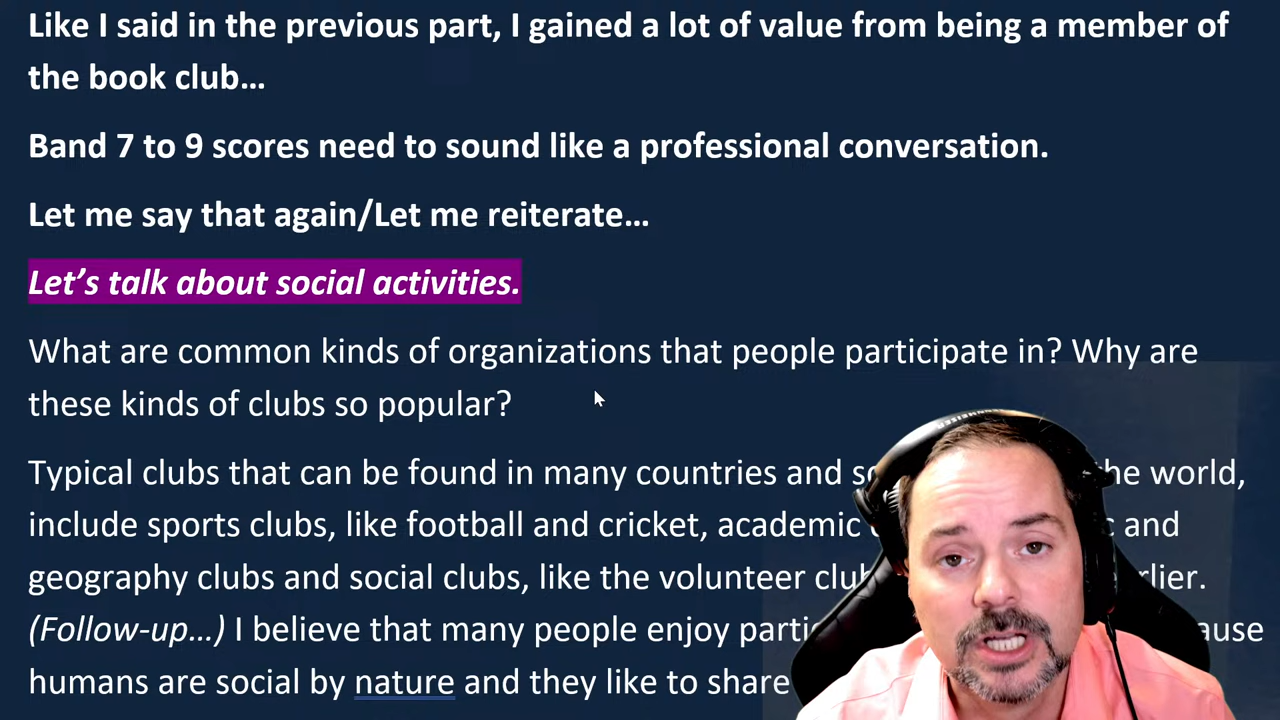 Like I said in the previous part, I gained a lot of value from being a member of
the book club…
Band 7 to 9 scores need to sound like a professional conversation.
Let me say that again/Let me reiterate…
Let’s talk about social activities.
What are common kinds of organizations that people participate in? Why are
these kinds of clubs so popular?
Typical clubs that can be found in many countries and the world,
include sports clubs, like football and cricket, academic and
geography clubs and social clubs, like the volunteer
(Follow-up…) I believe that many people enjoy
humans are social by nature and they like to share